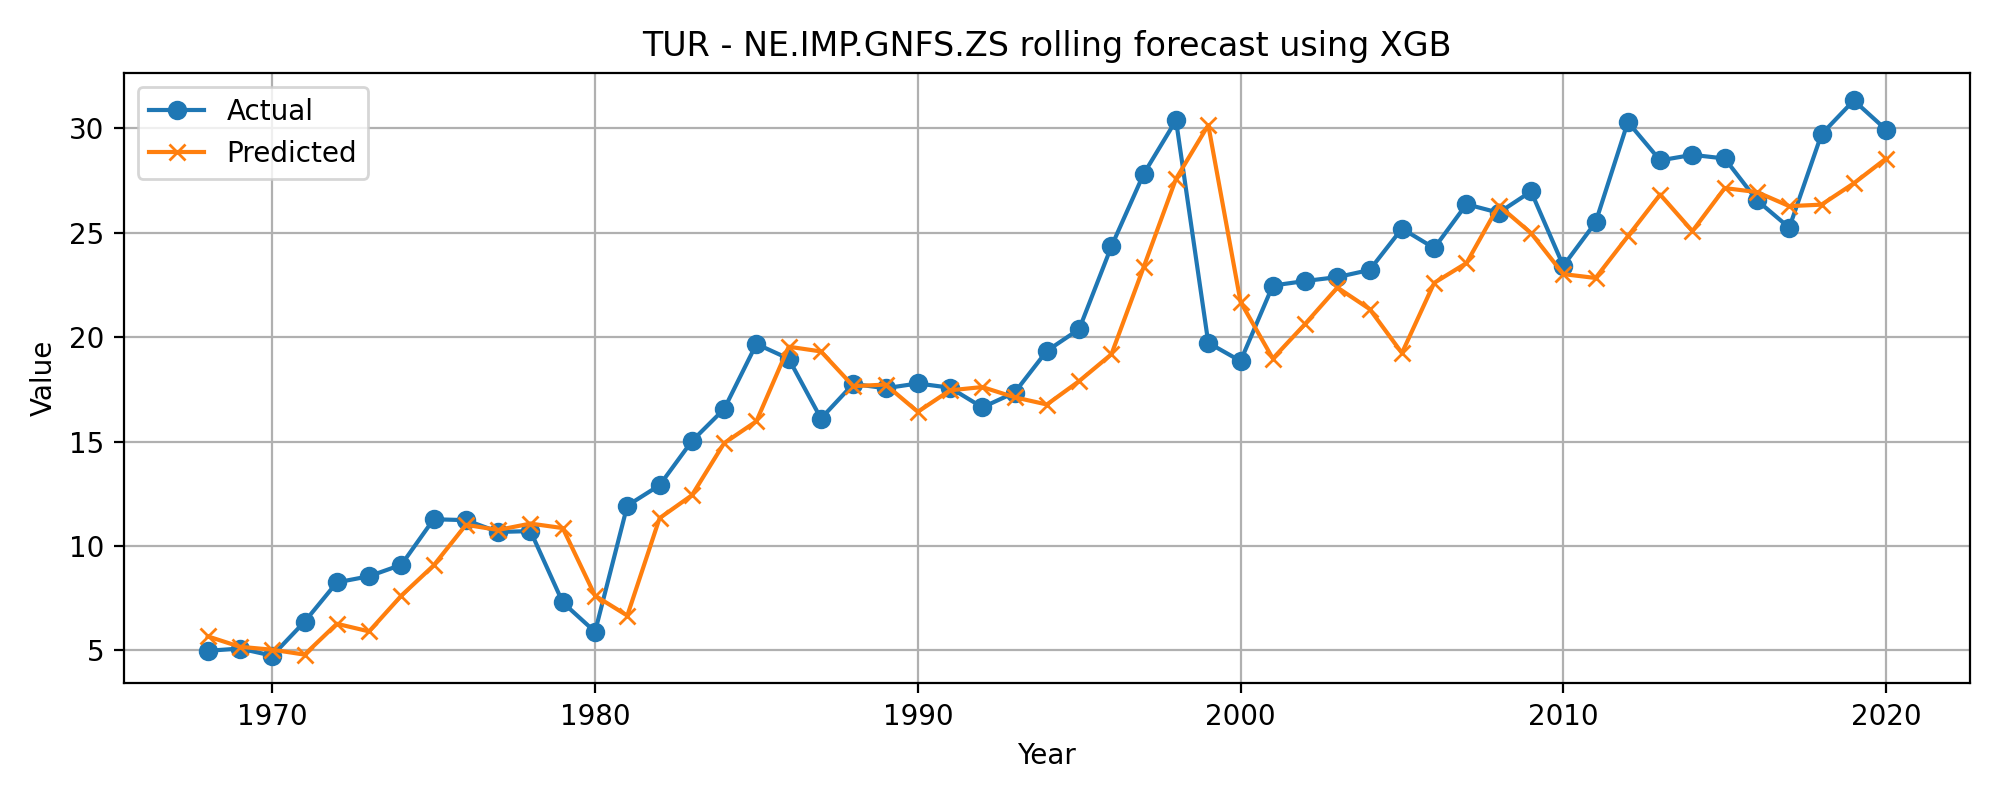 TUR - NE.IMP.GNFS.ZS rolling forecast using XGB
Actual
Predicted
Value
30
25
20
15
10
5
1970 1980 1990 2000 2010 2020
Year